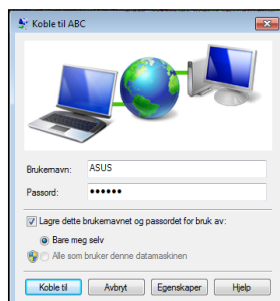 Koble til ABC
Brukernavn: ASUS
Passord: ••••••
Lagre dette brukernavnet og passordet for bruk av:
Bare meg selv
Alle som bruker denne datamaskinen
Koble til Avbryt Egenskaper Hjelp